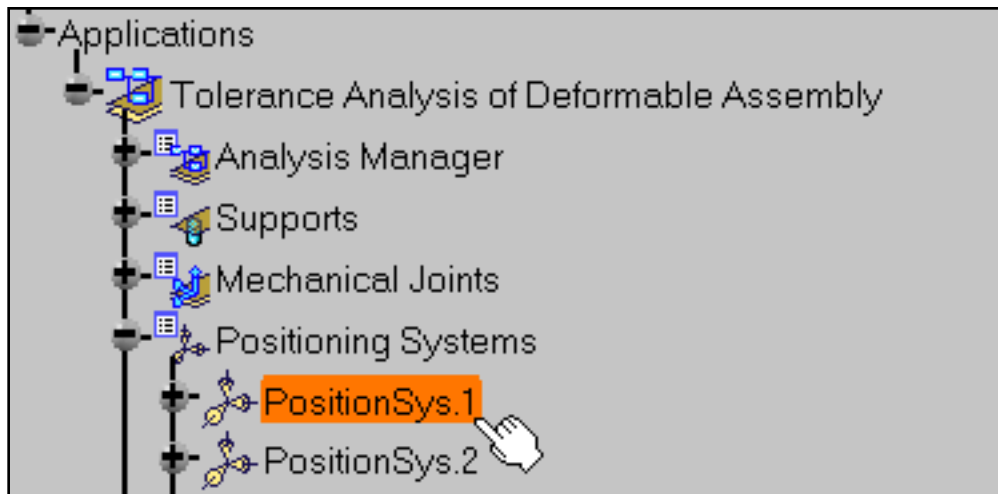 Applications
Tolerance Analysis of Deformable Assembly
Analysis Manager
Supports
Mechanical Joints
Positioning Systems
PositionSys.1
PositionSys.2